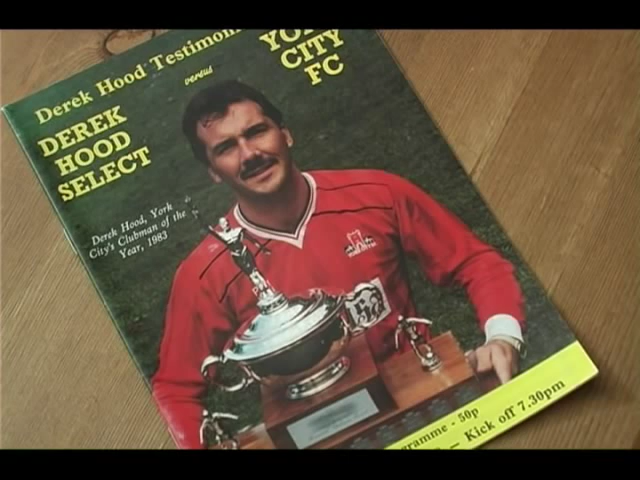 Derek Hood Testimon
versus
YO
CITY
FC
DEREK
HOOD
SELECT
Derek Hood, York
City's Clubman of the
Year, 1983
gramme - 50p
— Kick off 7.30pm